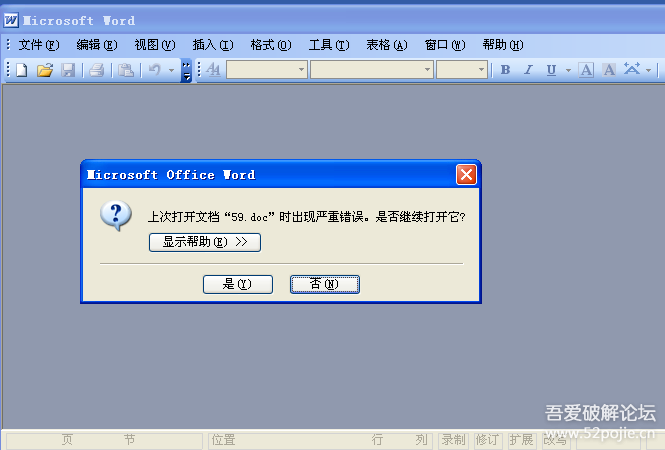 Microsoft Word
文件(F) 编辑(E) 视图(V) 插入(I) 格式(O) 工具(T) 表格(A) 窗口(W) 帮助(H)
B I U A A
Microsoft Office Word
上次打开文档“59.doc”时出现严重错误。是否继续打开它?
显示帮助(E) >>
是(Y) 否(N)
吾爱破解论坛
www.52pojie.cn
页 节 位置 行 列 录制 修订 扩展 改写